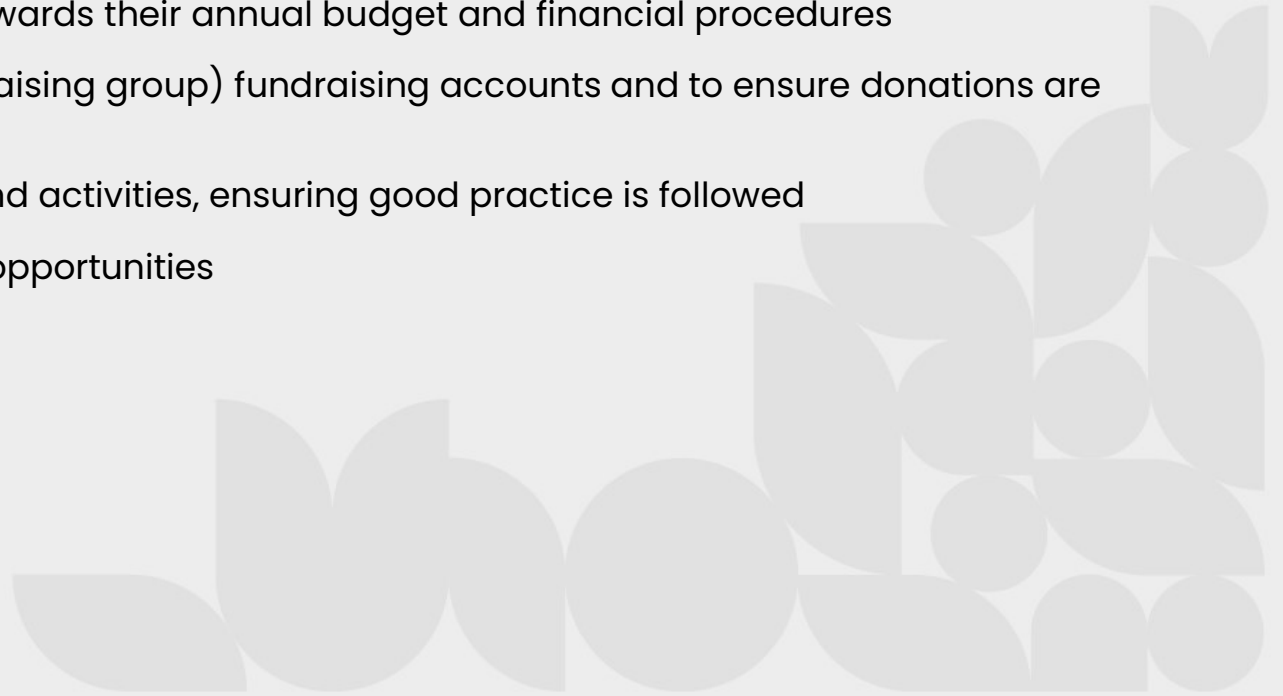 wards their annual budget and financial procedures
aising group) fundraising accounts and to ensure donations are
nd activities, ensuring good practice is followed
opportunities